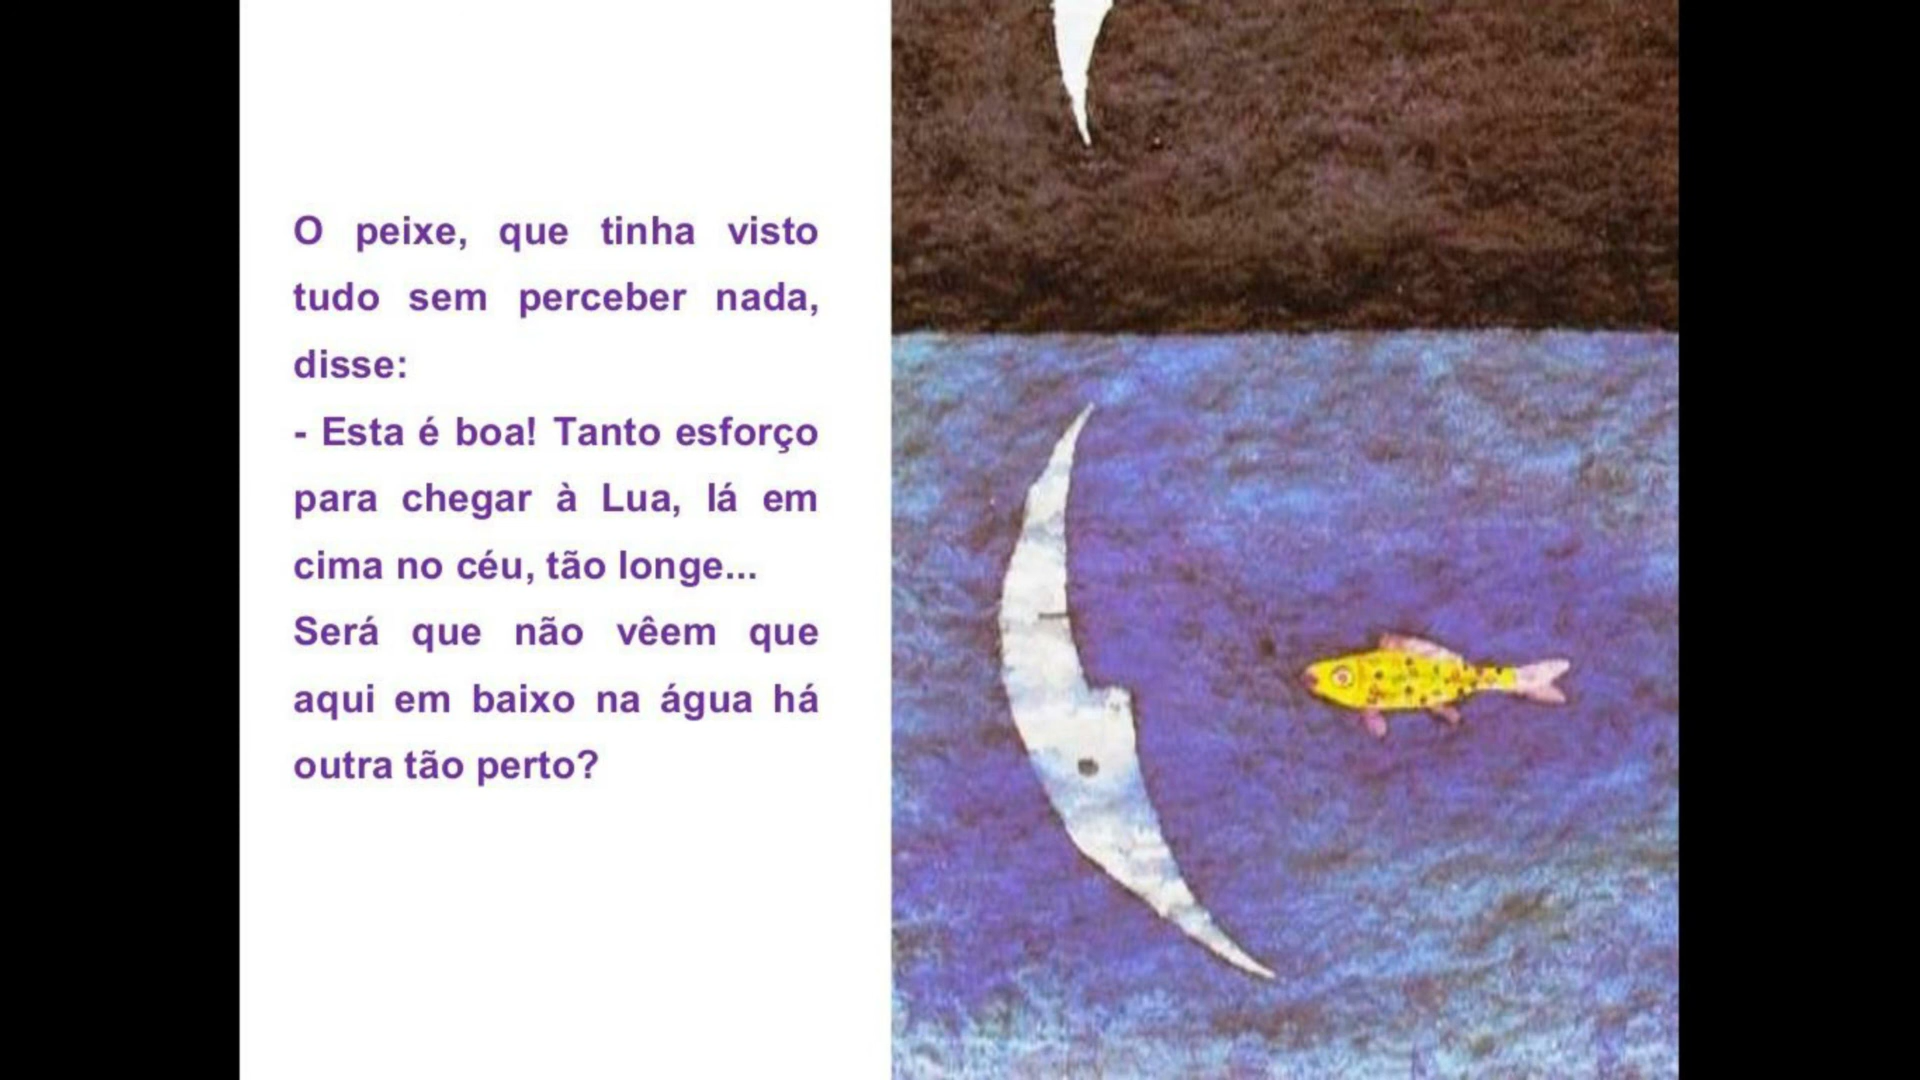 O peixe, que tinha visto
tudo sem perceber nada,
disse:
- Esta é boa! Tanto esforço
para chegar à Lua, lá em
cima no céu, tão longe...
Será que não vêem que
aqui em baixo na água há
outra tão perto?